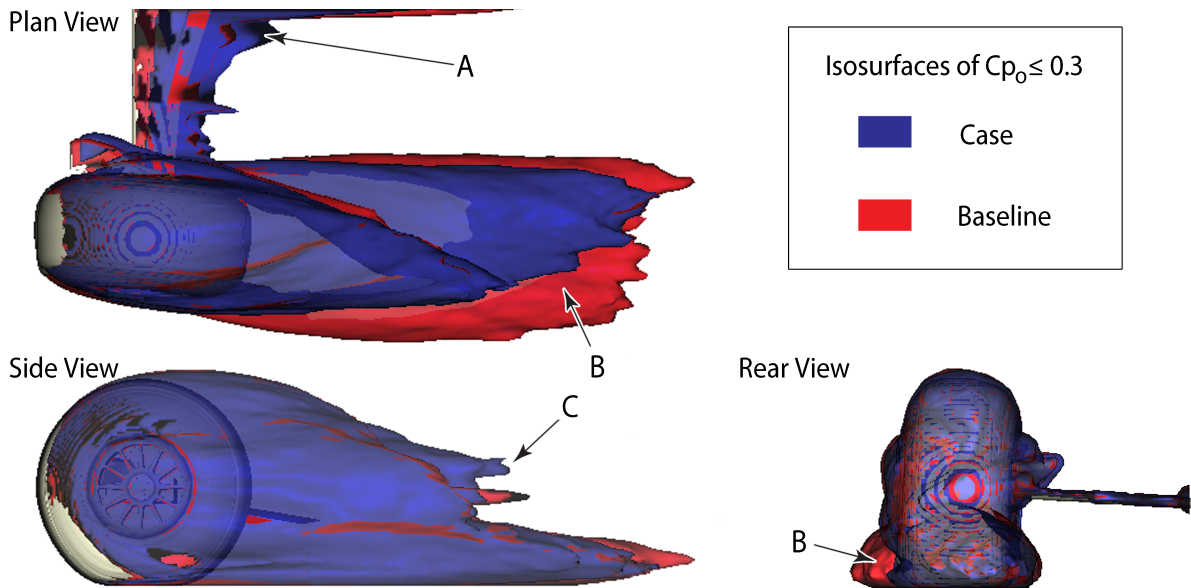 Plan View
A
Isosurfaces of Cpo ≤ 0.3
Case
Baseline
B
Side View
C
Rear View
B